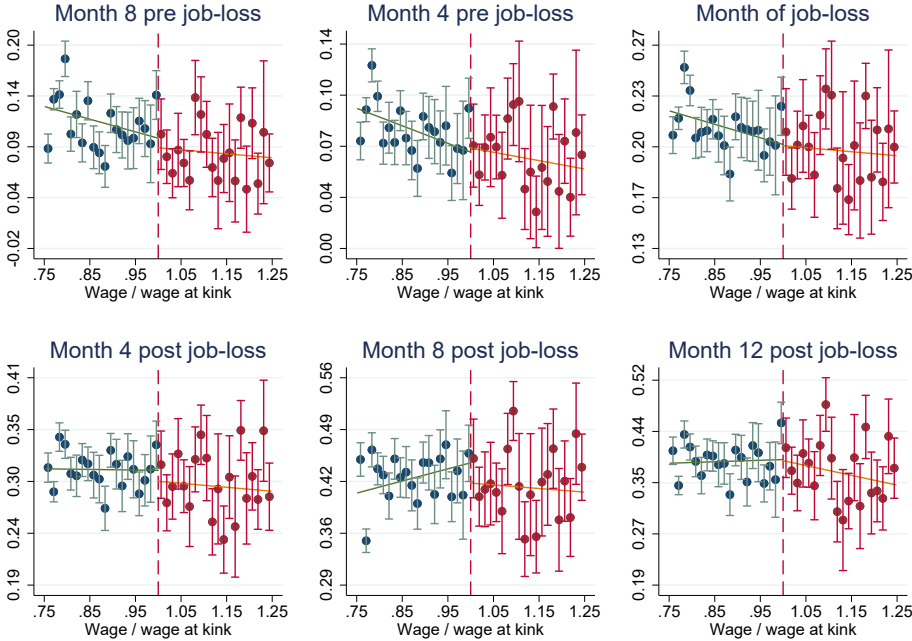 Month 8 pre job-loss
0.20
0.14
0.09
0.04
-0.02
.75 .85 .95 1.05 1.15 1.25
Wage / wage at kink
Month 4 pre job-loss
0.14
0.10
0.07
0.04
0.00
.75 .85 .95 1.05 1.15 1.25
Wage / wage at kink
Month of job-loss
0.27
0.23
0.20
0.17
0.13
.75 .85 .95 1.05 1.15 1.25
Wage / wage at kink
Month 4 post job-loss
0.41
0.35
0.30
0.24
0.19
.75 .85 .95 1.05 1.15 1.25
Wage / wage at kink
Month 8 post job-loss
0.56
0.49
0.42
0.36
0.29
.75 .85 .95 1.05 1.15 1.25
Wage / wage at kink
Month 12 post job-loss
0.52
0.44
0.35
0.27
0.19
.75 .85 .95 1.05 1.15 1.25
Wage / wage at kink